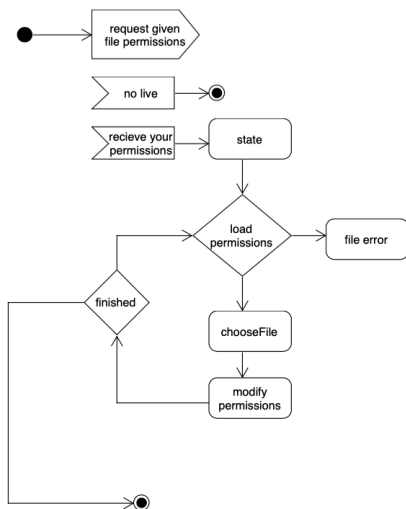 request given
file permissions
no live
recieve your
permissions
state
load
permissions
file error
finished
chooseFile
modify
permissions